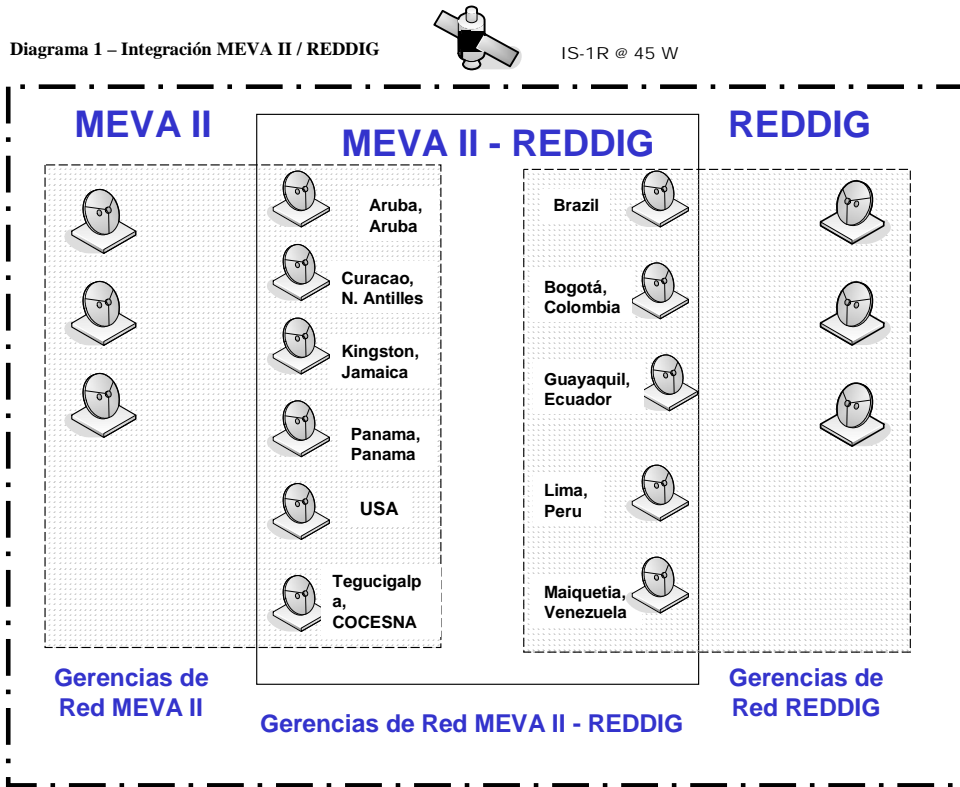 Diagrama 1 – Integración MEVA II / REDDIG
IS-1R @ 45 W
MEVA II
MEVA II - REDDIG
REDDIG
Aruba,
Aruba
Curacao,
N. Antilles
Kingston,
Jamaica
Panama,
Panama
USA
Tegucigalp
a,
COCESNA
Brazil
Bogotá,
Colombia
Guayaquil,
Ecuador
Lima,
Peru
Maiquetia,
Venezuela
Gerencias de
Red MEVA II
Gerencias de Red MEVA II - REDDIG
Gerencias de
Red REDDIG